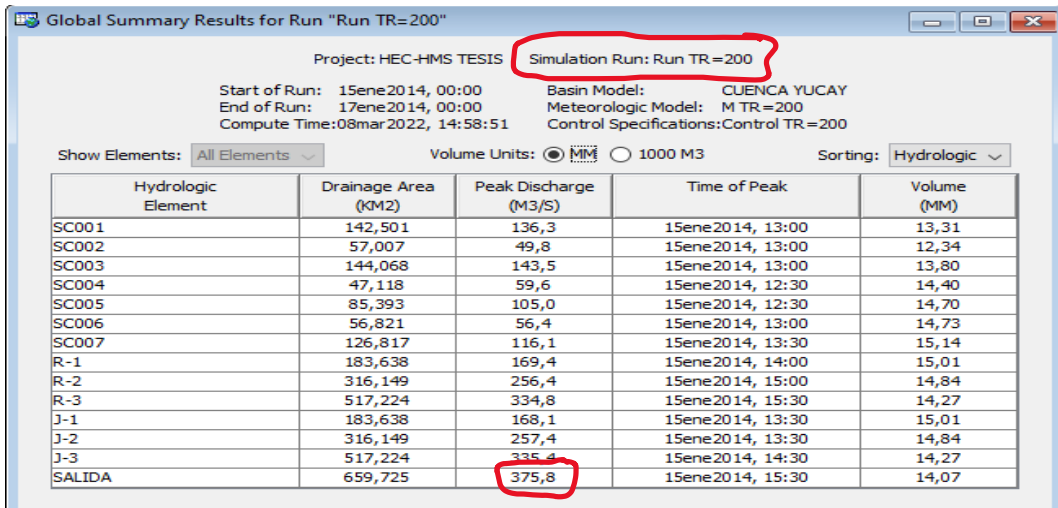 Global Summary Results for Run "Run TR=200"
Project: HEC-HMS TESIS Simulation Run: Run TR=200
Start of Run: 15ene2014, 00:00 Basin Model: CUENCA YUCAY
End of Run: 17ene2014, 00:00 Meteorologic Model: M TR=200
Compute Time:08mar2022, 14:58:51 Control Specifications:Control TR=200
Show Elements: All Elements Volume Units: MM 1000 M3 Sorting: Hydrologic
Hydrologic Drainage Area Peak Discharge Time of Peak Volume
Element (KM2) (M3/S) (MM)
SC001 142,501 136,3 15ene2014, 13:00 13,31
SC002 57,007 49,8 15ene2014, 13:00 12,34
SC003 144,068 143,5 15ene2014, 13:00 13,80
SC004 47,118 59,6 15ene2014, 12:30 14,40
SC005 85,393 105,0 15ene2014, 12:30 14,70
SC006 56,821 56,4 15ene2014, 13:00 14,73
SC007 126,817 116,1 15ene2014, 13:30 15,14
R-1 183,638 169,4 15ene2014, 14:00 15,01
R-2 316,149 256,4 15ene2014, 15:00 14,84
R-3 517,224 334,8 15ene2014, 15:30 14,27
J-1 183,638 168,1 15ene2014, 13:30 15,01
J-2 316,149 257,4 15ene2014, 13:30 14,84
J-3 517,224 335,4 15ene2014, 14:30 14,27
SALIDA 659,725 375,8 15ene2014, 15:30 14,07